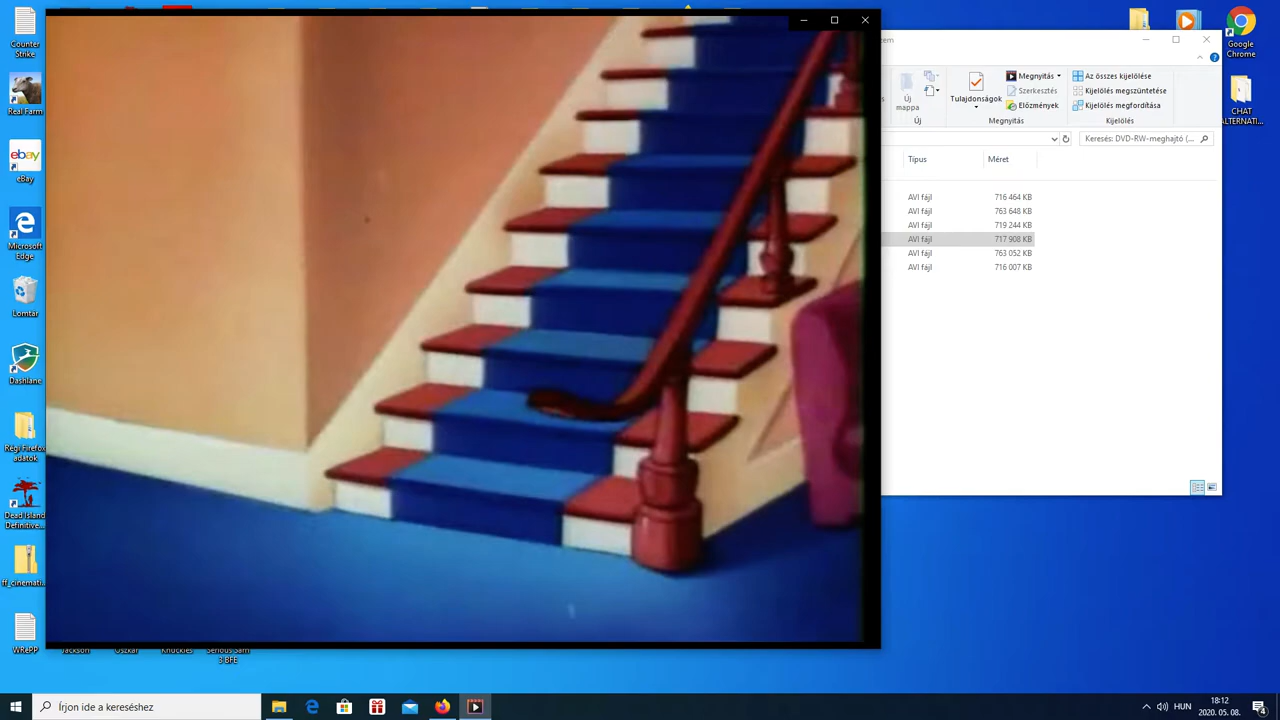 Counter
Strike
Real Farm
ebay
eBay
Microsoft
Edge
Lomtár
Dashlane
Régi Firefox
adatok
Dead Island
Definitive...
ff_cinemati...
WRePP
Jackson
Oszkár
Knuckles
Serious Sam
3 BFE
Google
Chrome
CHAT
ALTERNATI...
Új
mappa
Új
Tulajdonságok
Megnyitás
Szerkesztés
Előzmények
Megnyitás
Az összes kijelölése
Kijelölés megszüntetése
Kijelölés megfordítása
Kijelölés
Keresés: DVD-RW-meghajtó (...
Típus Méret
AVI fájl 716 464 KB
AVI fájl 763 648 KB
AVI fájl 719 244 KB
AVI fájl 717 908 KB
AVI fájl 763 052 KB
AVI fájl 716 007 KB
Írjon ide a kereséshez
HUN
18:12
2020. 05. 08.
4